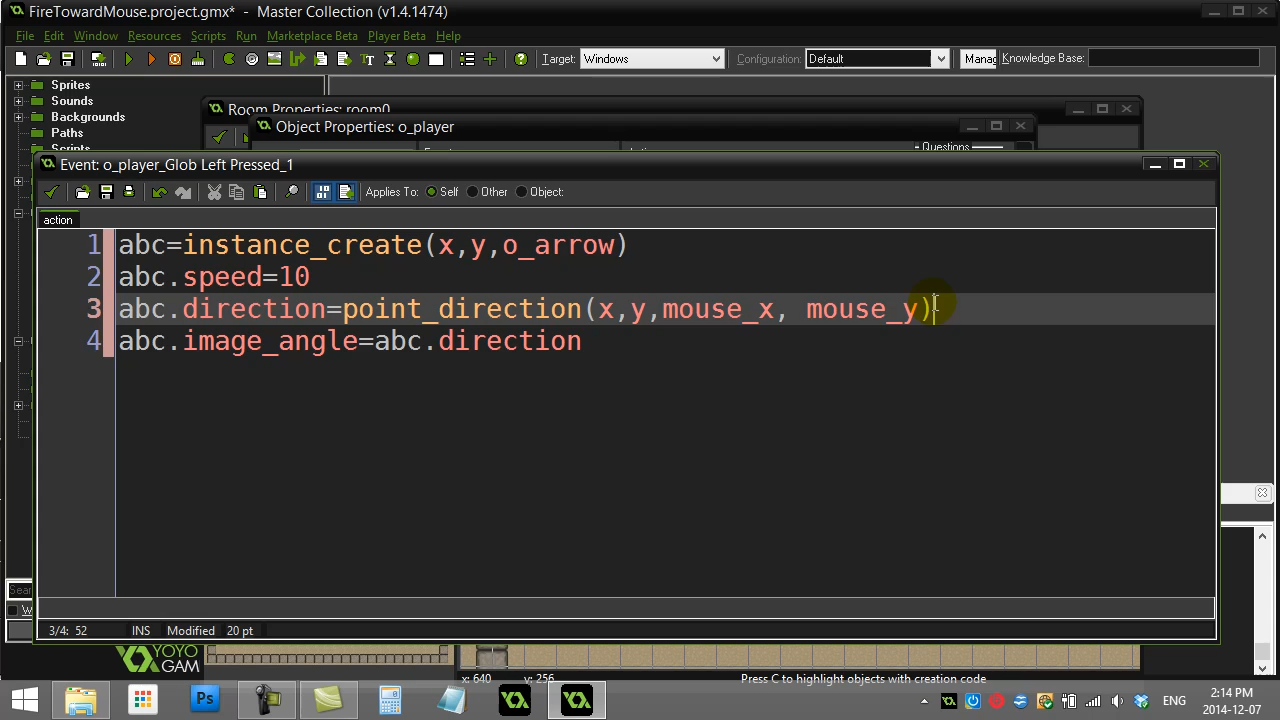 FireTowardMouse.project.gmx* - Master Collection (v1.4.1474)
File Edit Window Resources Scripts Run Marketplace Beta Player Beta Help
Target: Windows Configuration: Default Manag Knowledge Base:
Sprites
Sounds
Backgrounds
Paths
Scripts
Room Properties: room0
Object Properties: o_player
Questions
Event: o_player_Glob Left Pressed_1
Applies To: Self Other Object:
action
1 abc=instance_create(x,y,o_arrow)
2 abc.speed=10
3 abc.direction=point_direction(x,y,mouse_x, mouse_y)
4 abc.image_angle=abc.direction
3/4: 52 INS Modified 20 pt
YOYO
GAM
x: 640 y: 256 Press C to highlight objects with creation code
ENG
2:14 PM
2014-12-07